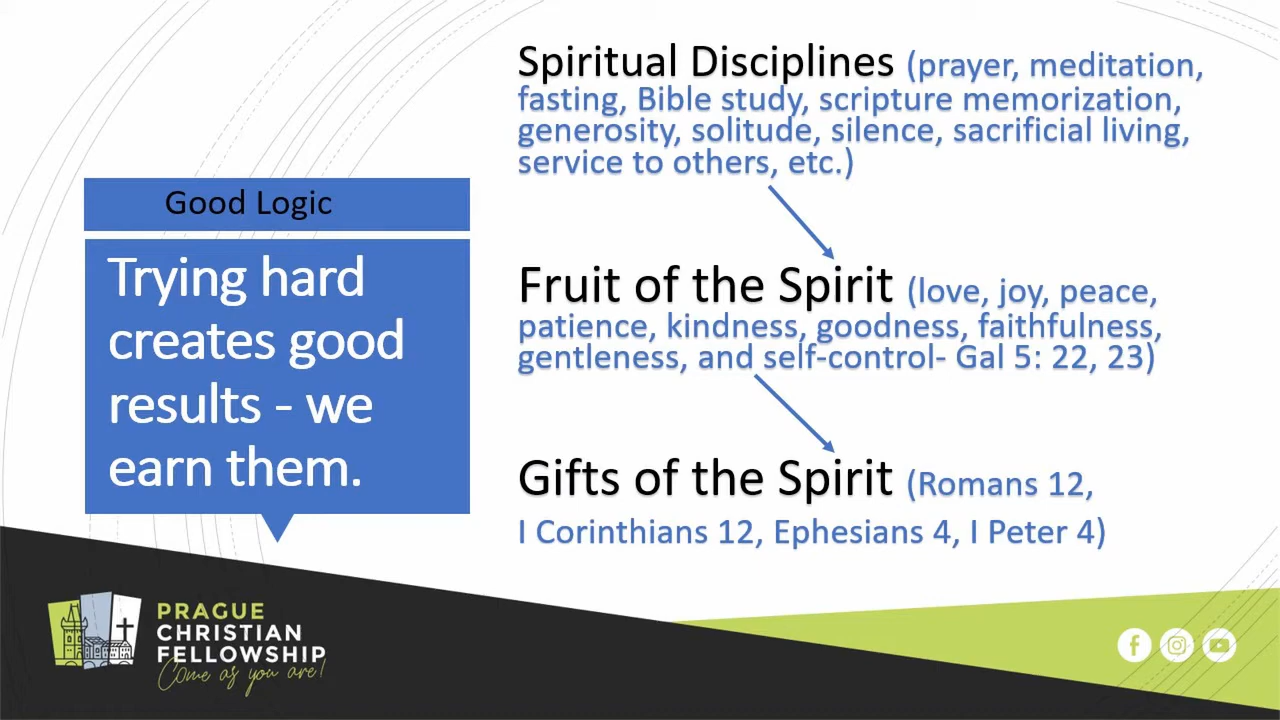 Good Logic
Trying hard
creates good
results - we
earn them.
Spiritual Disciplines (prayer, meditation,
fasting, Bible study, scripture memorization,
generosity, solitude, silence, sacrificial living,
service to others, etc.)
Fruit of the Spirit (love, joy, peace,
patience, kindness, goodness, faithfulness,
gentleness, and self-control- Gal 5: 22, 23)
Gifts of the Spirit (Romans 12,
I Corinthians 12, Ephesians 4, I Peter 4)
PRAGUE
CHRISTIAN
FELLOWSHIP
Come as you are!